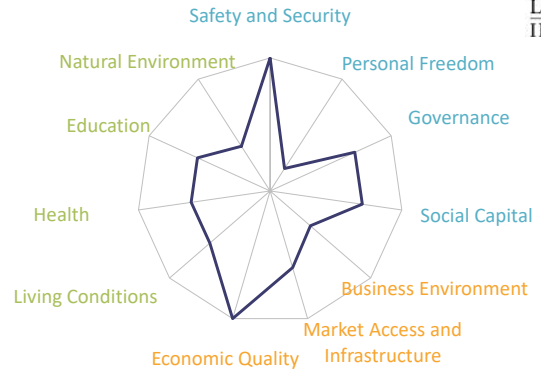 Safety and Security
Natural Environment
Personal Freedom
Education
Governance
Health
Social Capital
Living Conditions
Business Environment
Market Access and
Infrastructure
Economic Quality